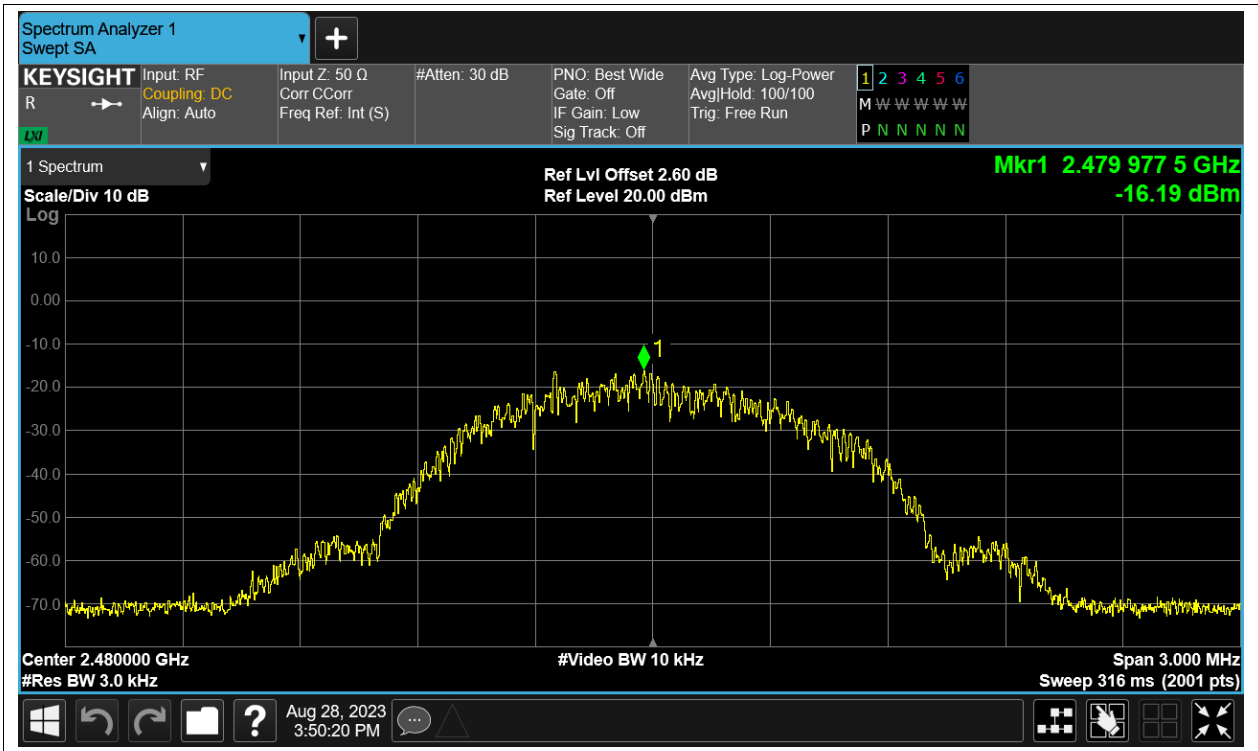 Spectrum Analyzer 1
Swept SA
KEYSIGHT
R
LXI
Input: RF
Coupling: DC
Align: Auto
Input Z: 50 Ω
Corr CCorr
Freq Ref: Int (S)
#Atten: 30 dB
PNO: Best Wide
Gate: Off
IF Gain: Low
Sig Track: Off
Avg Type: Log-Power
Avg|Hold: 100/100
Trig: Free Run
1 2 3 4 5 6
M W W W W W
P N N N N N
1 Spectrum
Scale/Div 10 dB
Log
Ref Lvl Offset 2.60 dB
Ref Level 20.00 dBm
Mkr1 2.479 977 5 GHz
-16.19 dBm
10.0
0.00
-10.0
1
-20.0
-30.0
-40.0
-50.0
-60.0
-70.0
Center 2.480000 GHz
#Res BW 3.0 kHz
#Video BW 10 kHz
Span 3.000 MHz
Sweep 316 ms (2001 pts)
?
Aug 28, 2023
3:50:20 PM